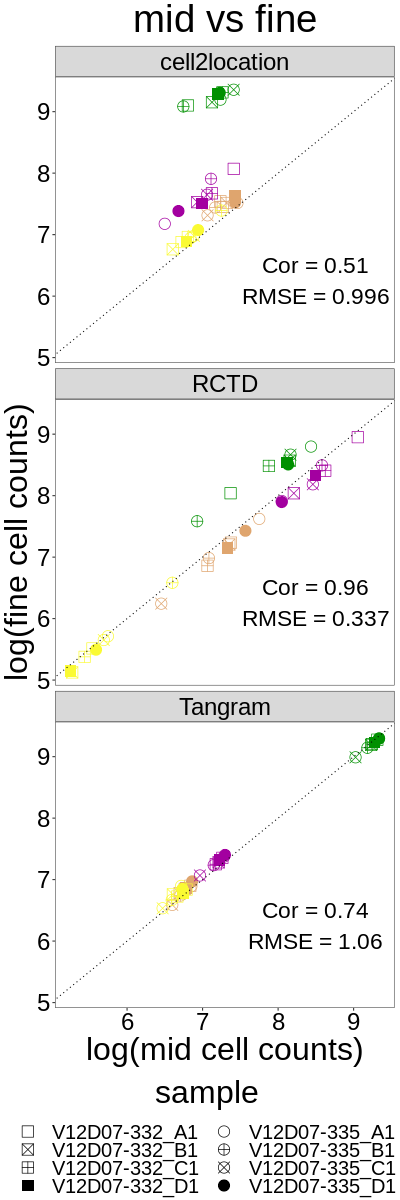 mid vs fine
cell2location
9
8
7
6
5
Cor = 0.51
RMSE = 0.996
RCTD
9
8
7
6
5
Cor = 0.96
RMSE = 0.337
log(fine cell counts)
Tangram
9
8
7
6
5
Cor = 0.74
RMSE = 1.06
6 7 8 9
log(mid cell counts)
sample
V12D07-332_A1 V12D07-335_A1
V12D07-332_B1 V12D07-335_B1
V12D07-332_C1 V12D07-335_C1
V12D07-332_D1 V12D07-335_D1